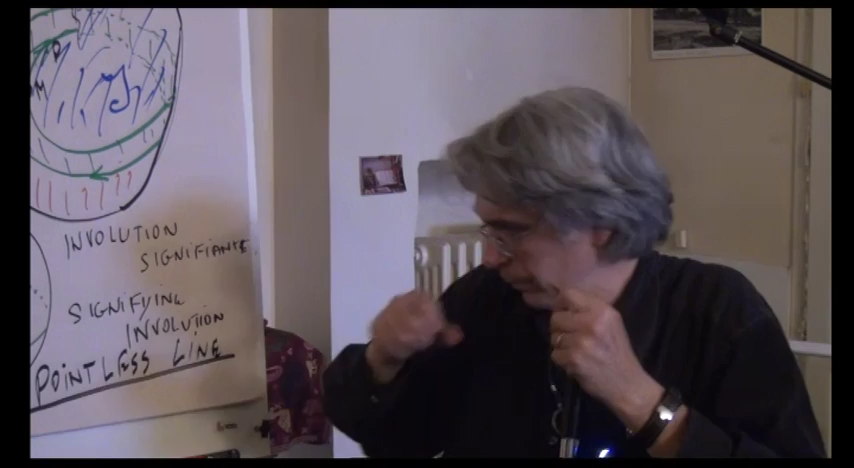 INVOLUTION
SIGNIFIANTE
SIGNIFYING
INVOLUTION
POINTLESS LINE